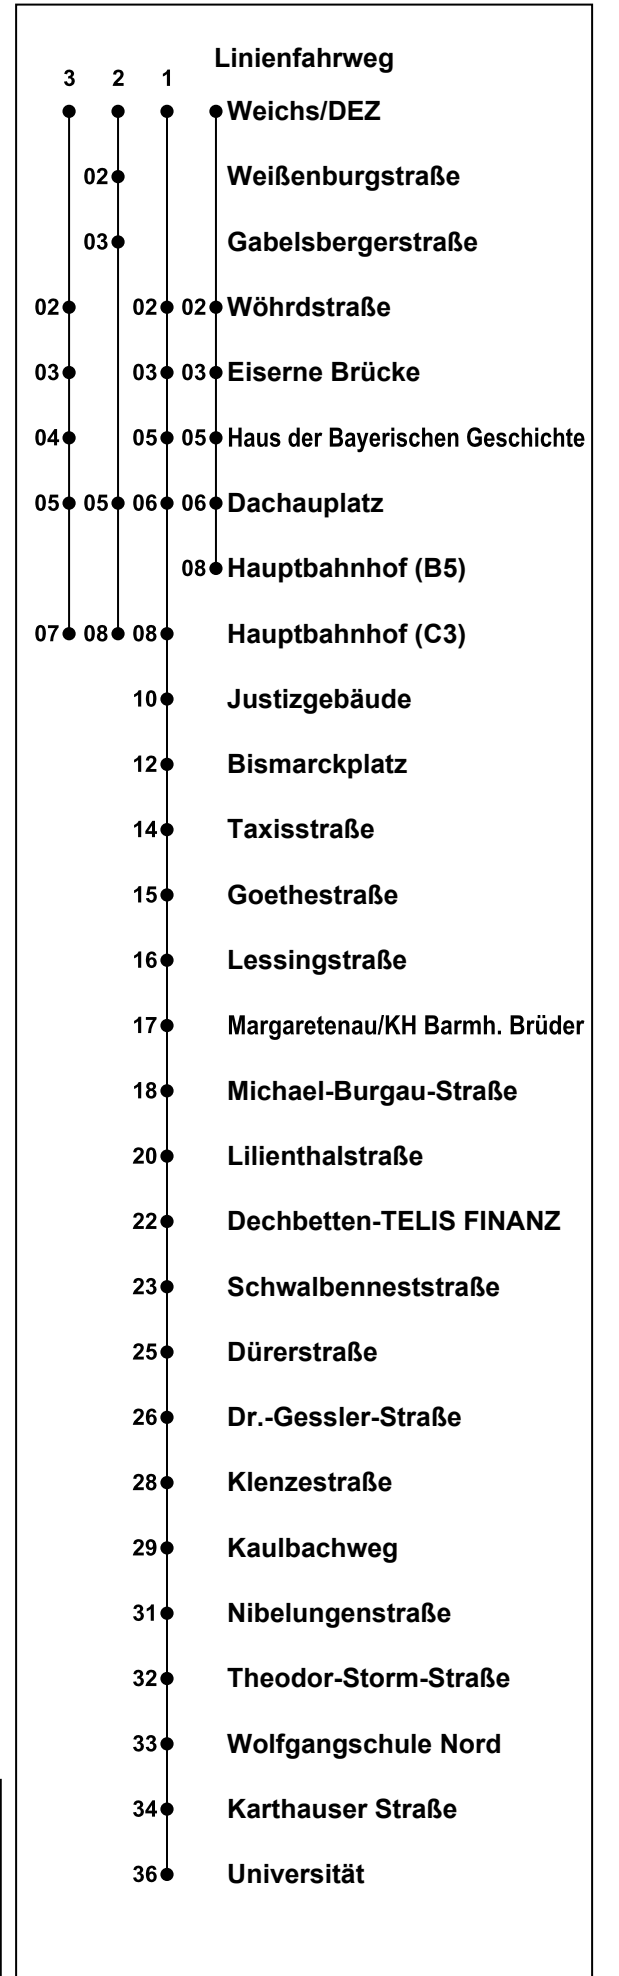 Linienfahrweg
3 2 1
Weichs/DEZ
02 Weißenburgstraße
03 Gabelsbergerstraße
02 02 02 Wöhrdstraße
03 03 03 Eiserne Brücke
04 05 05 Haus der Bayerischen Geschichte
05 05 06 06 Dachauplatz
08 Hauptbahnhof (B5)
07 08 08 Hauptbahnhof (C3)
10 Justizgebäude
12 Bismarckplatz
14 Taxisstraße
15 Goethestraße
16 Lessingstraße
17 Margaretenau/KH Barmh. Brüder
18 Michael-Burgau-Straße
20 Lilienthalstraße
22 Dechbetten-TELIS FINANZ
23 Schwalbenneststraße
25 Dürerstraße
26 Dr.-Gessler-Straße
28 Klenzestraße
29 Kaulbachweg
31 Nibelungenstraße
32 Theodor-Storm-Straße
33 Wolfgangschule Nord
34 Karthauser Straße
36 Universität